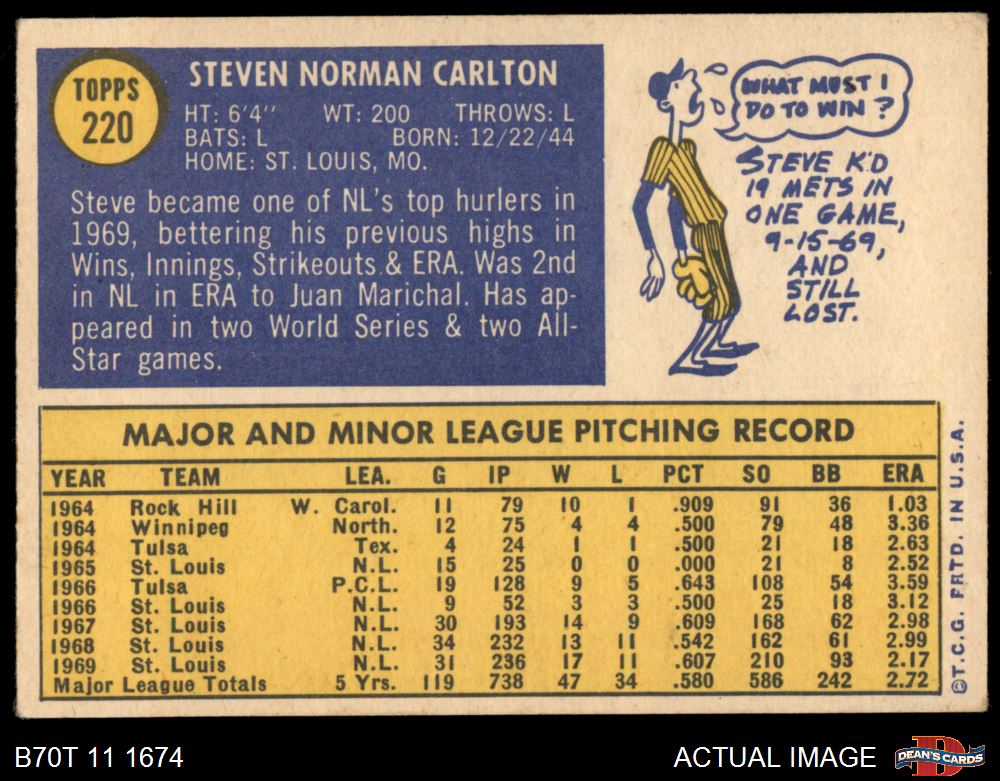 TOPPS
220
STEVEN NORMAN CARLTON
HT: 6'4'' WT: 200 THROWS: L
BATS: L BORN: 12/22/44
HOME: ST. LOUIS, MO.
Steve became one of NL's top hurlers in
1969, bettering his previous highs in
Wins, Innings, Strikeouts & ERA. Was 2nd
in NL in ERA to Juan Marichal. Has ap-
peared in two World Series & two All-
Star games.
WHAT MUST I
DO TO WIN?
STEVE K'D
19 METS IN
ONE GAME,
9-15-69,
AND
STILL
LOST.
MAJOR AND MINOR LEAGUE PITCHING RECORD
YEAR TEAM LEA. G IP W L PCT SO BB ERA
1964 Rock Hill W. Carol. 11 79 10 1 .909 91 36 1.03
1964 Winnipeg North. 12 75 4 4 .500 79 48 3.36
1964 Tulsa Tex. 4 24 1 1 .500 21 18 2.63
1965 St. Louis N.L. 15 25 0 0 .000 21 8 2.52
1966 Tulsa P.C.L. 19 128 9 5 .643 108 54 3.59
1966 St. Louis N.L. 9 52 3 3 .500 25 18 3.12
1967 St. Louis N.L. 30 193 14 9 .609 168 62 2.98
1968 St. Louis N.L. 34 232 13 11 .542 162 61 2.99
1969 St. Louis N.L. 31 236 17 11 .607 210 93 2.17
Major League Totals 5 Yrs. 119 738 47 34 .580 586 242 2.72
©T.C.G. PRTD. IN U.S.A.
B70T 11 1674
ACTUAL IMAGE
D
DEAN'S CARDS